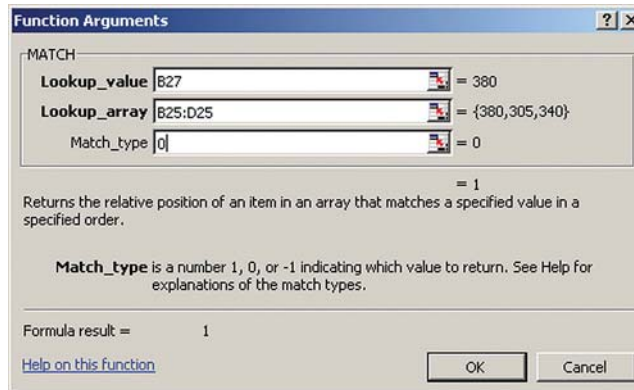 Function Arguments
MATCH
Lookup_value B27 = 380
Lookup_array B25:D25 = {380,305,340}
Match_type 0 = 0
= 1
Returns the relative position of an item in an array that matches a specified value in a
specified order.
Match_type is a number 1, 0, or -1 indicating which value to return. See Help for
explanations of the match types.
Formula result = 1
Help on this function OK Cancel